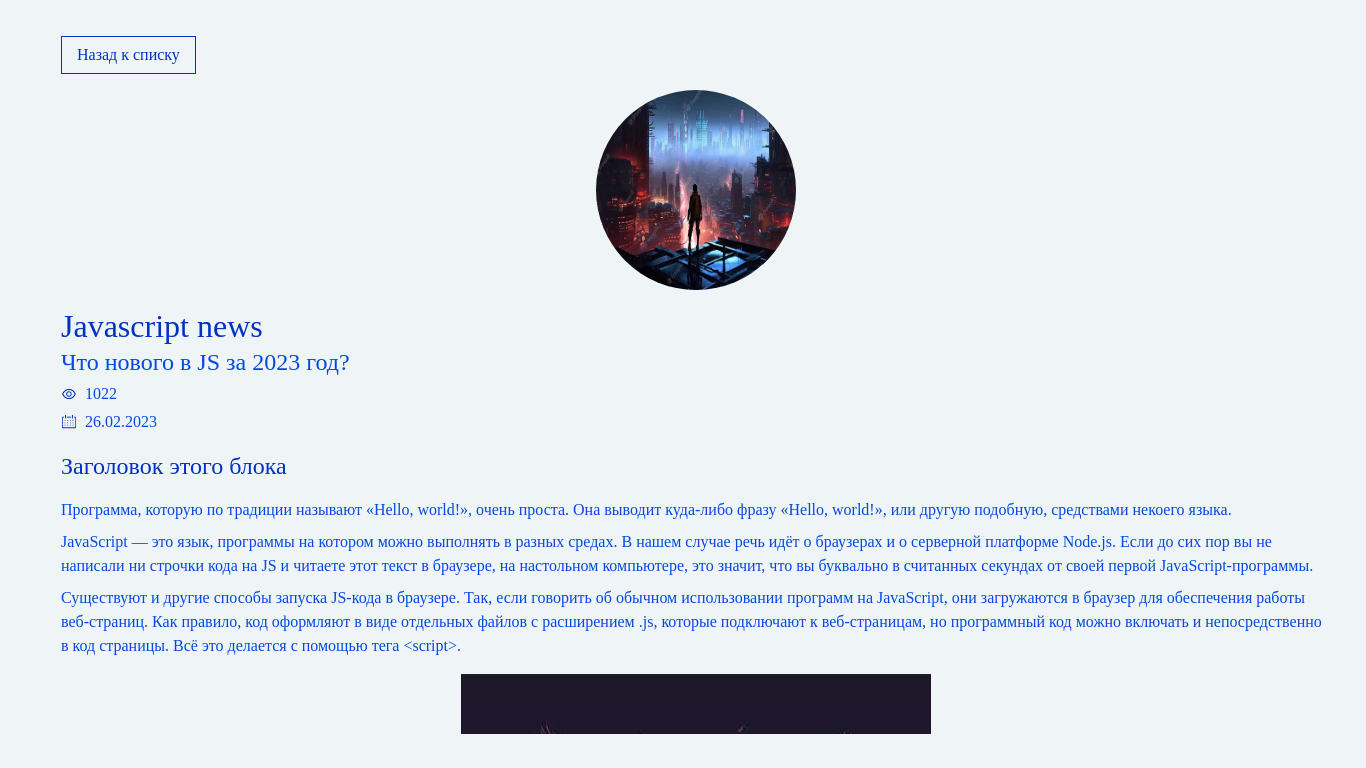 Назад к списку
Javascript news
Что нового в JS за 2023 год?
1022
26.02.2023
Заголовок этого блока
Программа, которую по традиции называют «Hello, world!», очень проста. Она выводит куда-либо фразу «Hello, world!», или другую подобную, средствами некоего языка.
JavaScript — это язык, программы на котором можно выполнять в разных средах. В нашем случае речь идёт о браузерах и о серверной платформе Node.js. Если до сих пор вы не
написали ни строчки кода на JS и читаете этот текст в браузере, на настольном компьютере, это значит, что вы буквально в считанных секундах от своей первой JavaScript-программы.
Существуют и другие способы запуска JS-кода в браузере. Так, если говорить об обычном использовании программ на JavaScript, они загружаются в браузер для обеспечения работы
веб-страниц. Как правило, код оформляют в виде отдельных файлов с расширением .js, которые подключают к веб-страницам, но программный код можно включать и непосредственно
в код страницы. Всё это делается с помощью тега <script>.